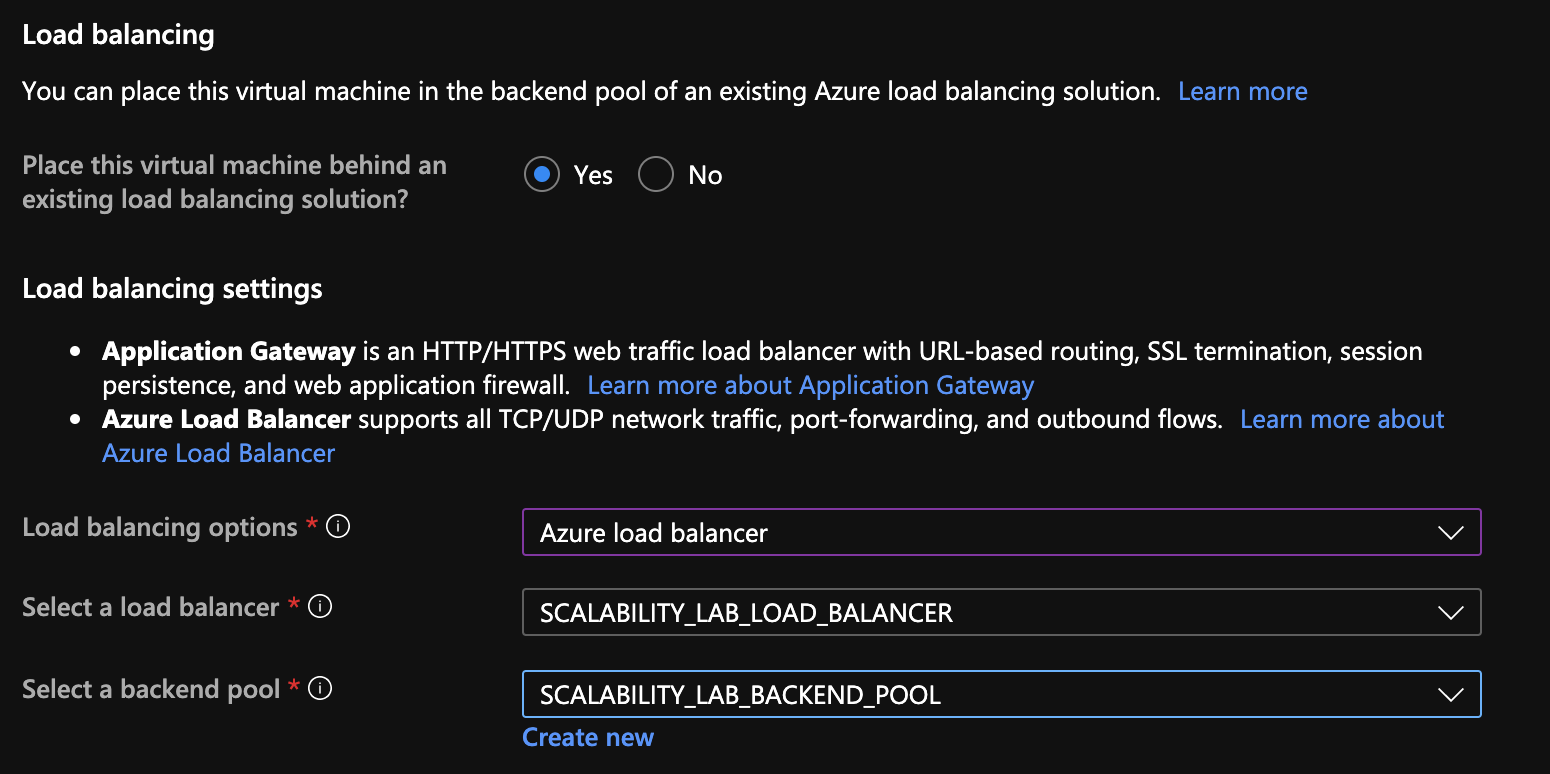 Load balancing
You can place this virtual machine in the backend pool of an existing Azure load balancing solution. Learn more
Place this virtual machine behind an
existing load balancing solution?
Yes No
Load balancing settings
• Application Gateway is an HTTP/HTTPS web traffic load balancer with URL-based routing, SSL termination, session
persistence, and web application firewall. Learn more about Application Gateway
• Azure Load Balancer supports all TCP/UDP network traffic, port-forwarding, and outbound flows. Learn more about
Azure Load Balancer
Load balancing options * Azure load balancer
Select a load balancer * SCALABILITY_LAB_LOAD_BALANCER
Select a backend pool * SCALABILITY_LAB_BACKEND_POOL
Create new